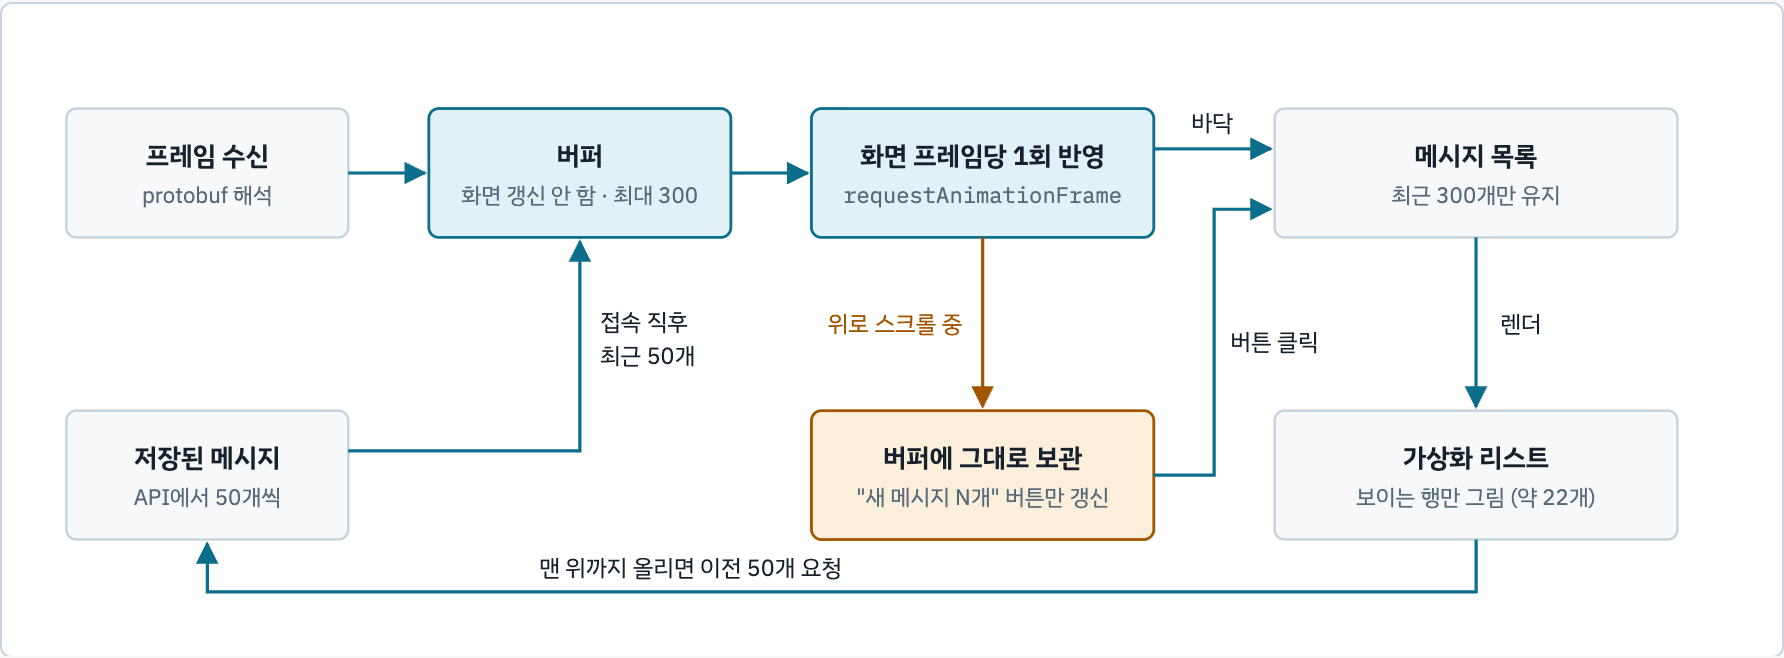 프레임 수신
protobuf 해석
버퍼
화면 갱신 안 함 · 최대 300
화면 프레임당 1회 반영
requestAnimationFrame
바닥
메시지 목록
최근 300개만 유지
접속 직후
최근 50개
위로 스크롤 중
버튼 클릭
렌더
저장된 메시지
API에서 50개씩
버퍼에 그대로 보관
"새 메시지 N개" 버튼만 갱신
가상화 리스트
보이는 행만 그림 (약 22개)
맨 위까지 올리면 이전 50개 요청